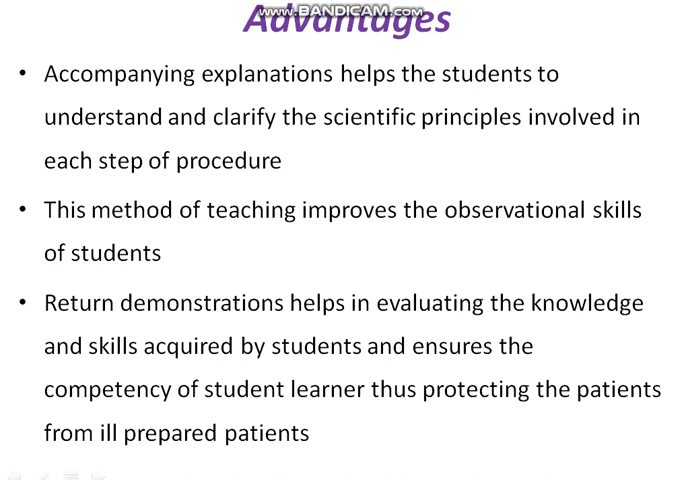 Advantages
www.BANDICAM.com
• Accompanying explanations helps the students to
understand and clarify the scientific principles involved in
each step of procedure
• This method of teaching improves the observational skills
of students
• Return demonstrations helps in evaluating the knowledge
and skills acquired by students and ensures the
competency of student learner thus protecting the patients
from ill prepared patients